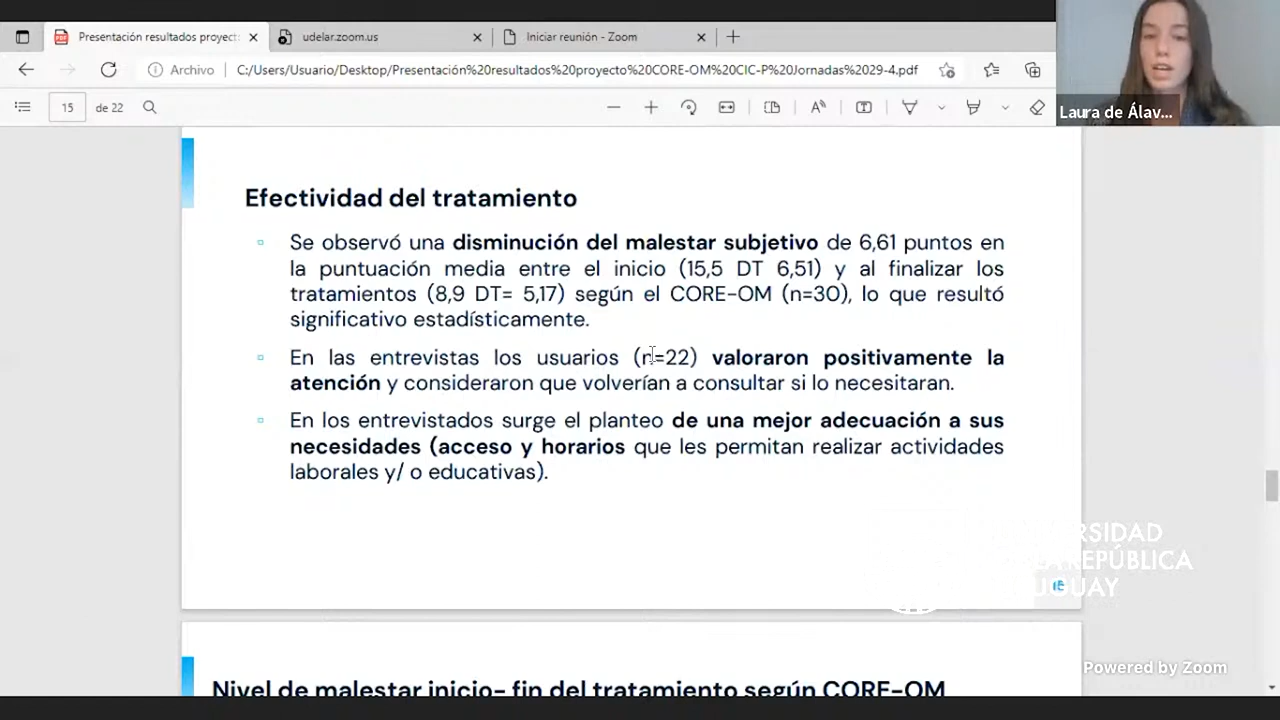 Presentación resultados proyect
udelar.zoom.us
Iniciar reunión - Zoom
Archivo
C:/Users/Usuario/Desktop/Presentación%20resultados%20proyecto%20CORE-OM%20CIC-P%20Jornadas%2029-4.pdf
15 de 22
Laura de Álav...
Efectividad del tratamiento
Se observó una disminución del malestar subjetivo de 6,61 puntos en
la puntuación media entre el inicio (15,5 DT 6,51) y al finalizar los
tratamientos (8,9 DT= 5,17) según el CORE-OM (n=30), lo que resultó
significativo estadísticamente.
En las entrevistas los usuarios (n=22) valoraron positivamente la
atención y consideraron que volverían a consultar si lo necesitaran.
En los entrevistados surge el planteo de una mejor adecuación a sus
necesidades (acceso y horarios que les permitan realizar actividades
laborales y/ o educativas).
RSIDAD
LA REPÚBLICA
UGUAY
15
Powered by Zoom
Nivel de malestar inicio- fin del tratamiento según CORE-OM